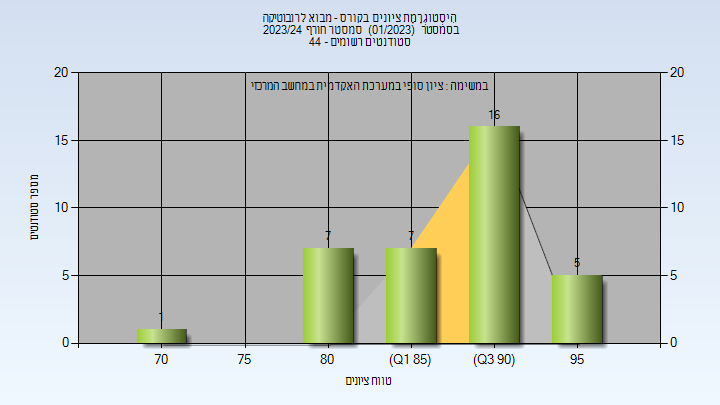 היסטוגרמת ציונים בקורס - מבוא לרובוטיקה
בסמסטר (01/2023) סמסטר חורף 2023/24
סטודנטים רשומים - 44
במשימה : ציון סופי במערכת האקדמית במחשב המרכזי
20 20
15 15
10 10
5 5
0 0
1 7 7 16 5
70 75 80 (Q1 85) (Q3 90) 95
מספר סטודנטים
טווח ציונים